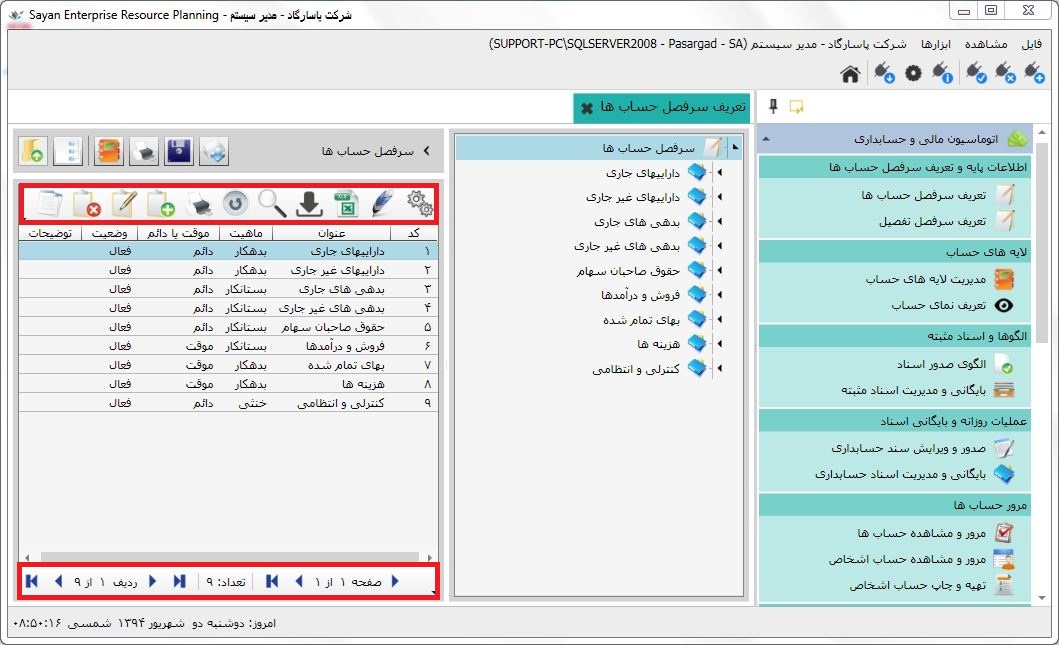 شرکت پاسارگاد - مدیر سیستم - Sayan Enterprise Resource Planning
فایل مشاهده ابزارها شرکت پاسارگاد - مدیر سیستم (SUPPORT-PC\SQLSERVER2008 - Pasargad - SA)
اتوماسیون مالی و حسابداری
اطلاعات پایه و تعریف سرفصل حساب ها
تعریف سرفصل حساب ها
تعریف سرفصل تفصیل
لایه های حساب
مدیریت لایه های حساب
تعریف نمای حساب
الگوها و اسناد مثبته
الگوی صدور اسناد
بایگانی و مدیریت اسناد مثبته
عملیات روزانه و بایگانی اسناد
صدور و ویرایش سند حسابداری
بایگانی و مدیریت اسناد حسابداری
مرور حساب ها
مرور و مشاهده حساب ها
مرور و مشاهده حساب اشخاص
تهیه و چاپ حساب اشخاص
تعریف سرفصل حساب ها
سرفصل حساب ها
داراییهای جاری
داراییهای غیر جاری
بدهی های جاری
بدهی های غیر جاری
حقوق صاحبان سهام
فروش و درآمدها
بهای تمام شده
هزینه ها
کنترلی و انتظامی
سرفصل حساب ها
کد عنوان ماهیت موقت یا دائم وضعیت توضیحات
۱ داراییهای جاری بدهکار دائم فعال
۲ داراییهای غیر جاری بدهکار دائم فعال
۳ بدهی های جاری بستانکار دائم فعال
۴ بدهی های غیر جاری بستانکار دائم فعال
۵ حقوق صاحبان سهام بستانکار دائم فعال
۶ فروش و درآمدها بستانکار موقت فعال
۷ بهای تمام شده بدهکار موقت فعال
۸ هزینه ها بدهکار موقت فعال
۹ کنترلی و انتظامی خنثی دائم فعال
صفحه ۱ از ۱ تعداد: ۹ ردیف ۱ از ۹
امروز: دوشنبه دو شهریور ۱۳۹۴ شمسی ۰۸:۵۰:۱۶